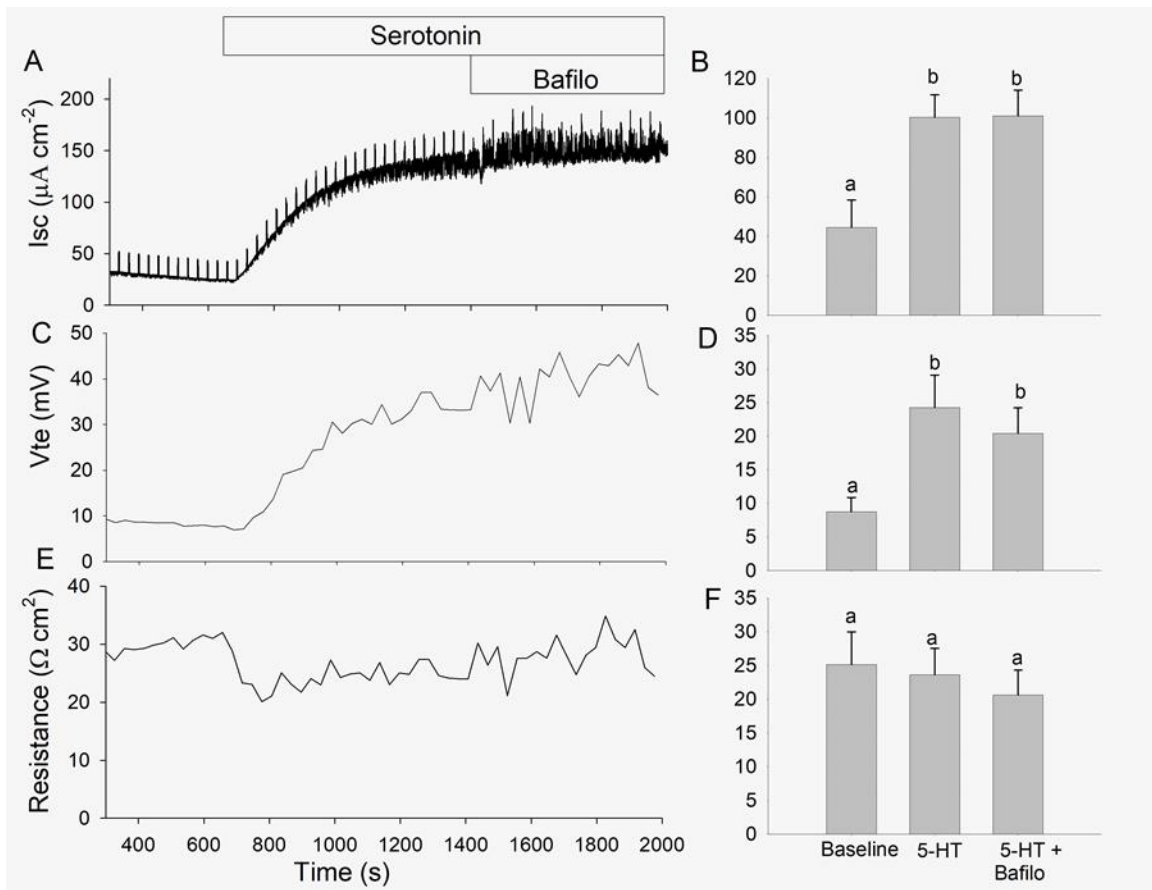 Serotonin
Bafilo
A
Isc (μA cm-2)
200
150
100
50
0
B
120
100
80
60
40
20
0
a
b
b
C
Vte (mV)
50
40
30
20
10
0
D
35
30
25
20
15
10
5
0
a
b
b
E
Resistance (Ω cm2)
40
30
20
10
0
400 600 800 1000 1200 1400 1600 1800 2000
Time (s)
F
35
30
25
20
15
10
5
0
a
a
a
Baseline 5-HT 5-HT +
Bafilo